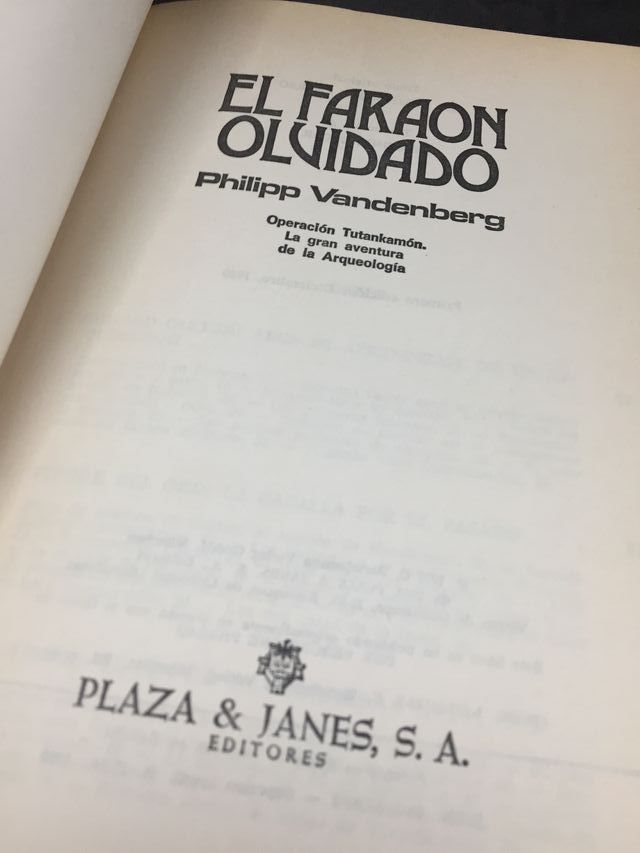 EL FARAON
OLVIDADO
Philipp Vandenberg
Operación Tutankamón.
La gran aventura
de la Arqueología
PLAZA & JANES, S. A.
EDITORES